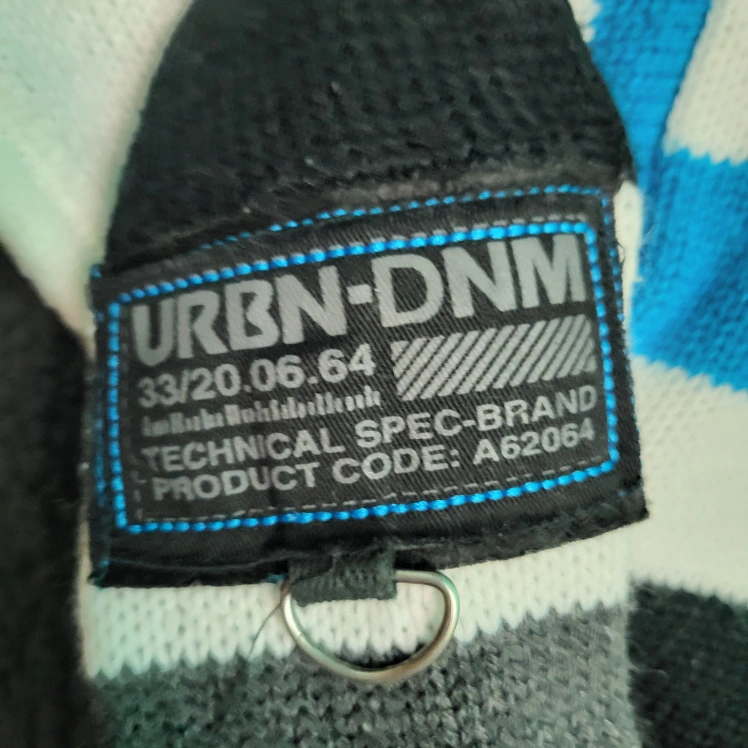 URBN-DNM
33/20.06.64
TECHNICAL SPEC-BRAND
PRODUCT CODE: A62064